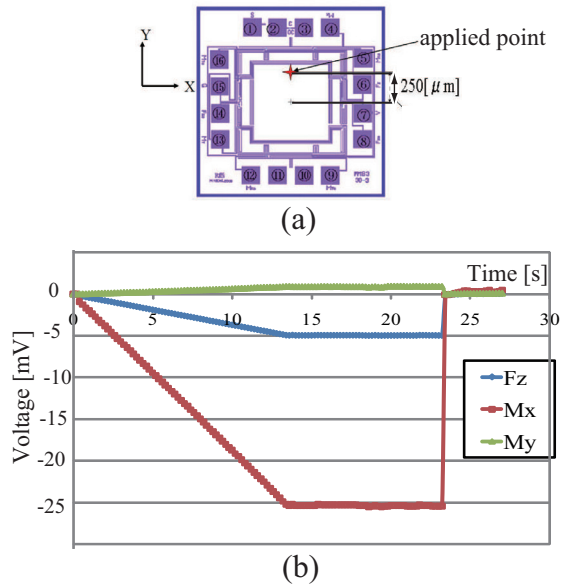 Y
X
① ② ③ ④
⑤
⑥
⑦
⑧
⑯
⑮
⑭
⑬
⑫ ⑪ ⑩ ⑨
applied point
250[μm]
(a)
Time [s]
0
5
10
15
20
25
30
-5
-10
-15
-20
-25
Voltage [mV]
Fz
Mx
My
(b)